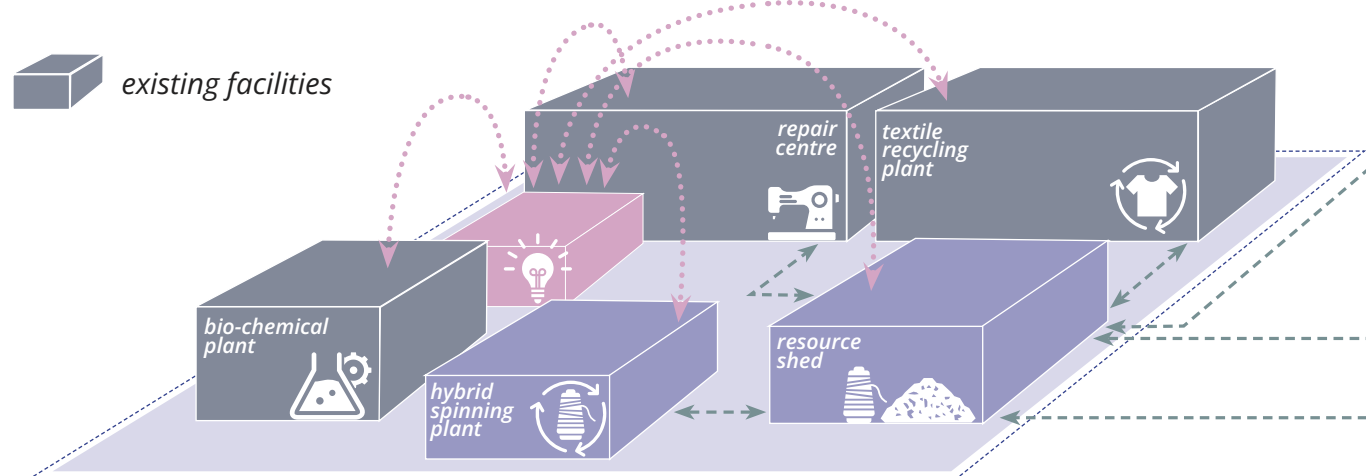 existing facilities
repair
centre
textile
recycling
plant
bio-chemical
plant
hybrid
spinning
plant
resource
shed